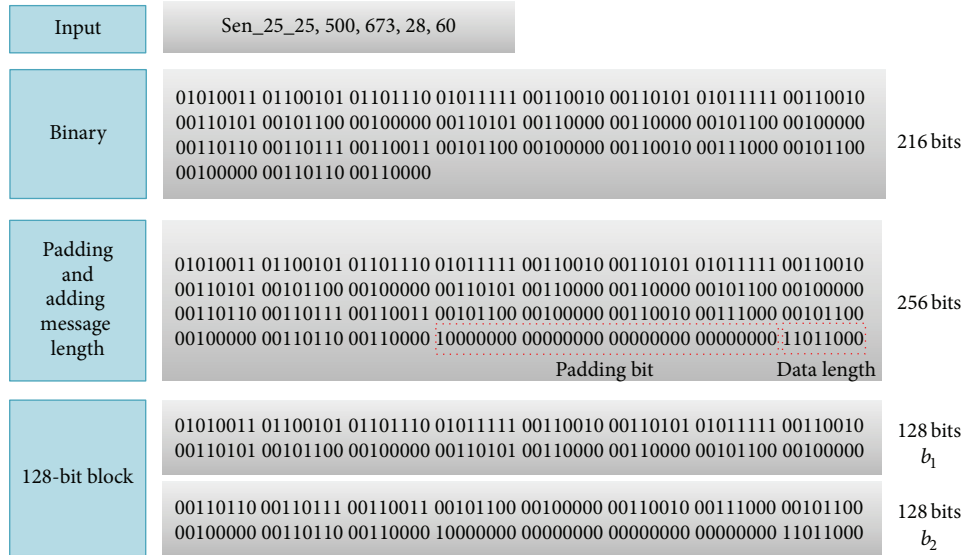 Input
Sen_25_25, 500, 673, 28, 60
Binary
01010011 01100101 01101110 01011111 00110010 00110101 01011111 00110010
00110101 00101100 00100000 00110101 00110000 00110000 00101100 00100000
00110110 00110111 00110011 00101100 00100000 00110010 00111000 00101100
00100000 00110110 00110000
216 bits
Padding
and
adding
message
length
01010011 01100101 01101110 01011111 00110010 00110101 01011111 00110010
00110101 00101100 00100000 00110101 00110000 00110000 00101100 00100000
00110110 00110111 00110011 00101100 00100000 00110010 00111000 00101100
00100000 00110110 00110000 10000000 00000000 00000000 00000000 11011000
Padding bit
Data length
256 bits
128-bit block
01010011 01100101 01101110 01011111 00110010 00110101 01011111 00110010
00110101 00101100 00100000 00110101 00110000 00110000 00101100 00100000
128 bits
b1
00110110 00110111 00110011 00101100 00100000 00110010 00111000 00101100
00100000 00110110 00110000 10000000 00000000 00000000 00000000 11011000
128 bits
b2